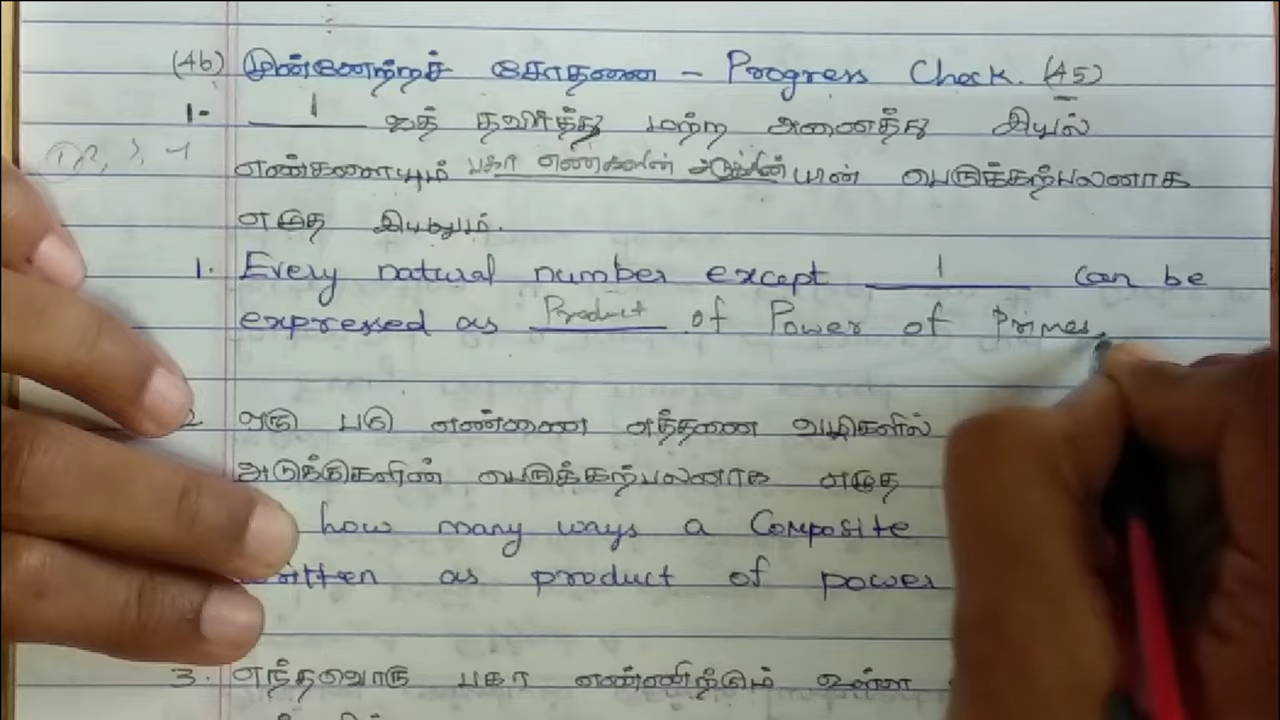 (46) முன்னேற்றச் சோதனை - Progress Check. (45)
1. 1 ஐத் தவிர்த்து மற்ற அனைத்து இயல்
எண்களையும் பகா எண்களின் அடுக்கின் யின் பெருக்கற்பலனாக
எழுத இயலும்.
1. Every natural number except 1 can be
expressed as Product of Power of Primes.
2 ஒரு பகு எண்ணை எத்தனை வழிகளில்
அடுக்குகளின் பெருக்கற்பலனாக எழுத
how many ways a Composite
written as product of power
3. எந்தவொரு பகா எண்ணிற்கும் உள்ள